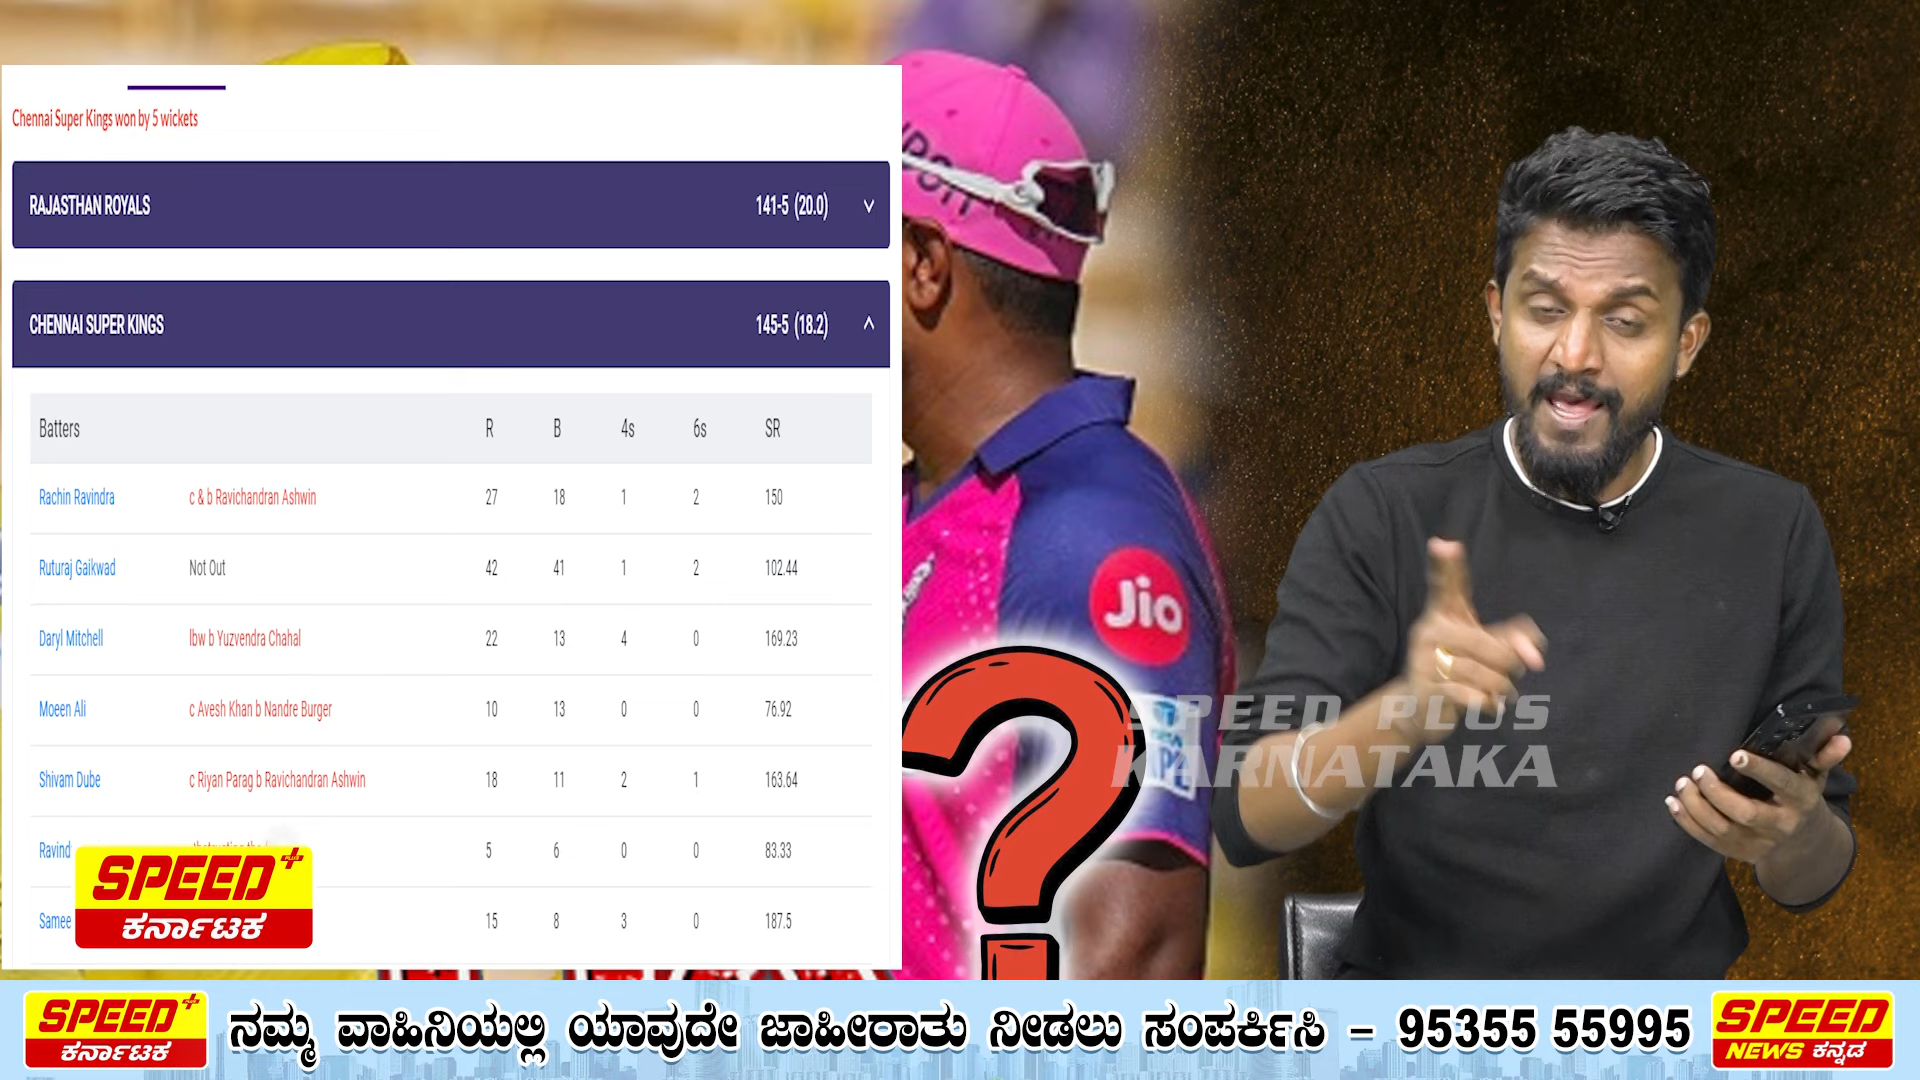 Chennai Super Kings won by 5 wickets
RAJASTHAN ROYALS 141-5 (20.0)
CHENNAI SUPER KINGS 145-5 (18.2)
Batters R B 4s 6s SR
Rachin Ravindra c & b Ravichandran Ashwin 27 18 1 2 150
Ruturaj Gaikwad Not Out 42 41 1 2 102.44
Daryl Mitchell lbw b Yuzvendra Chahal 22 13 4 0 169.23
Moeen Ali c Avesh Khan b Nandre Burger 10 13 0 0 76.92
Shivam Dube c Riyan Parag b Ravichandran Ashwin 18 11 2 1 163.64
Ravind 5 6 0 0 83.33
Samee 15 8 3 0 187.5
SPEED+ PLUS
ಕರ್ನಾಟಕ
Jio
?
SPEED PLUS
KARNATAKA
SPEED+
ಕರ್ನಾಟಕ
ನಮ್ಮ ವಾಹಿನಿಯಲ್ಲಿ ಯಾವುದೇ ಜಾಹೀರಾತು ನೀಡಲು ಸಂಪರ್ಕಿಸಿ – 95355 55995
SPEED
NEWS ಕನ್ನಡ